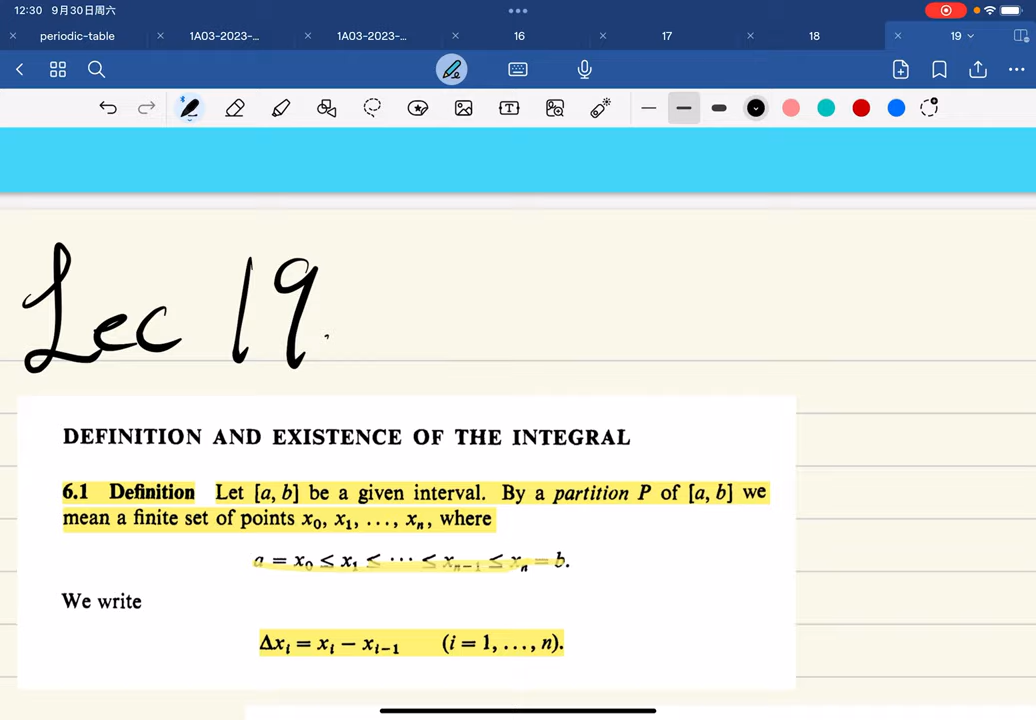 12:30 9月30日周六
periodic-table
1A03-2023-...
1A03-2023-...
16
17
18
19
Lec 19.
DEFINITION AND EXISTENCE OF THE INTEGRAL
6.1 Definition Let [a, b] be a given interval. By a partition P of [a, b] we
mean a finite set of points x₀, x₁, ..., xₙ, where
a = x₀ ≤ x₁ ≤ ··· ≤ xₙ₋₁ ≤ xₙ = b.
We write
Δxᵢ = xᵢ − xᵢ₋₁ (i = 1, ..., n).